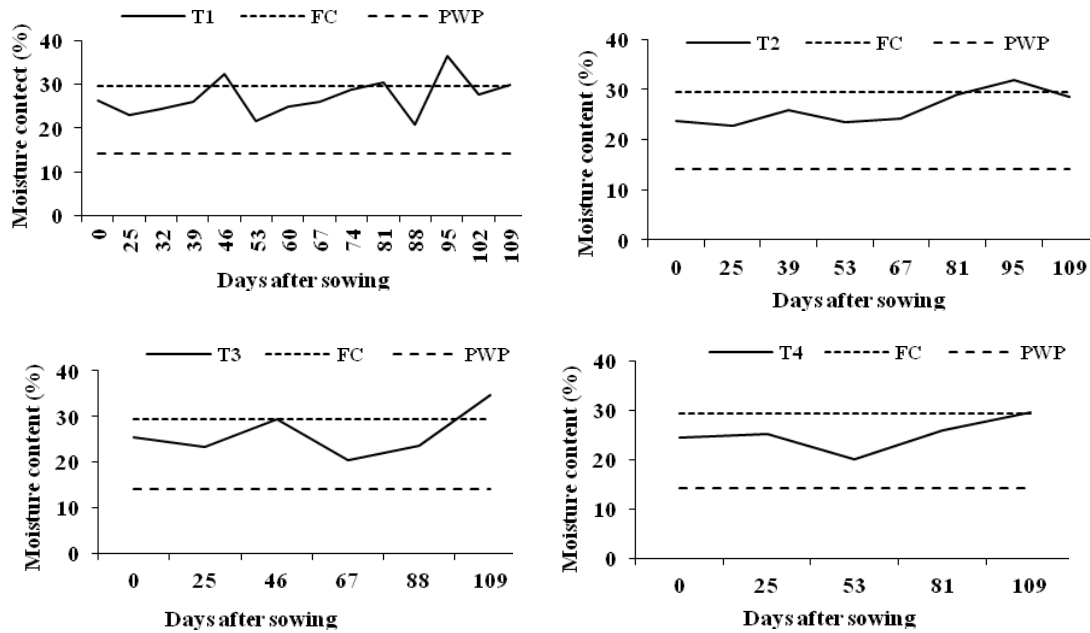 T1 FC PWP
Moisture contect (%)
40
30
20
10
0
0 25 32 39 46 53 60 67 74 81 88 95 102 109
Days after sowing
T2 FC PWP
Moisture content (%)
40
30
20
10
0
0 25 39 53 67 81 95 109
Days after sowing
T3 FC PWP
Moisture content (%)
40
30
20
10
0
0 25 46 67 88 109
Days after sowing
T4 FC PWP
Moisture content (%)
40
30
20
10
0
0 25 53 81 109
Days after sowing